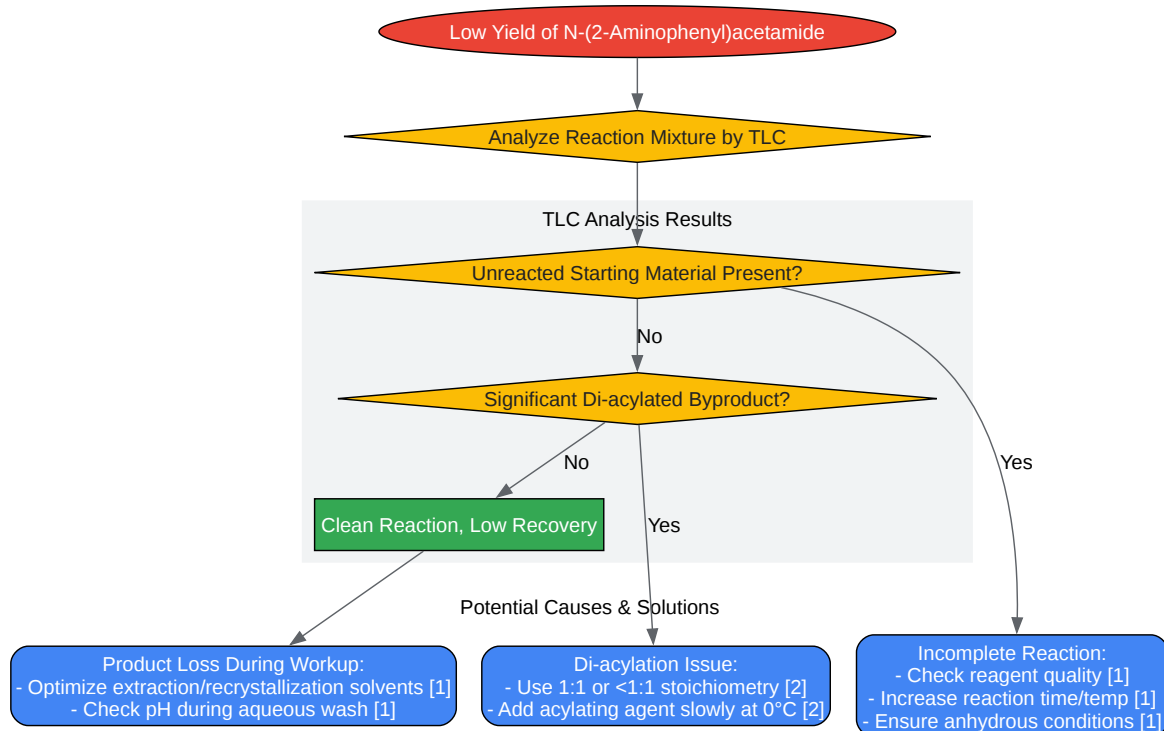 Low Yield of N-(2-Aminophenyl)acetamide
Analyze Reaction Mixture by TLC
TLC Analysis Results
Unreacted Starting Material Present?
No
Significant Di-acylated Byproduct?
No
Yes
Yes
Clean Reaction, Low Recovery
Potential Causes & Solutions
Product Loss During Workup:
- Optimize extraction/recrystallization solvents [1]
- Check pH during aqueous wash [1]
Di-acylation Issue:
- Use 1:1 or <1:1 stoichiometry [2]
- Add acylating agent slowly at 0°C [2]
Incomplete Reaction:
- Check reagent quality [1]
- Increase reaction time/temp [1]
- Ensure anhydrous conditions [1]